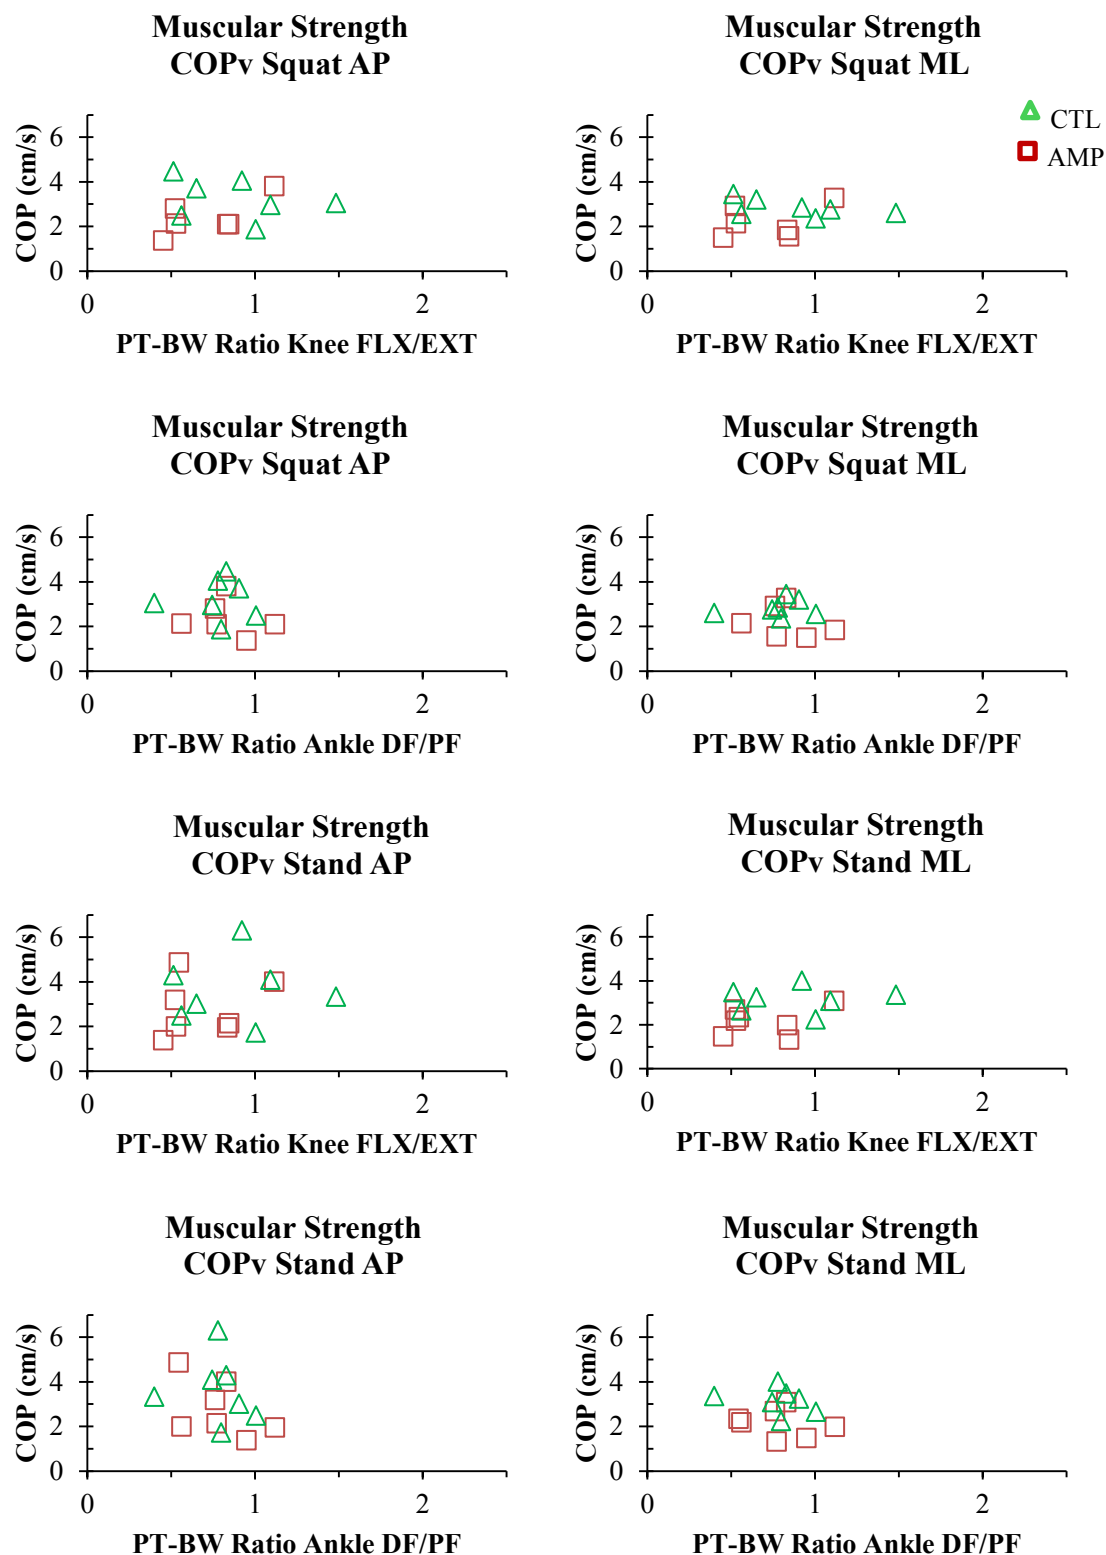 Muscular Strength
COPv Squat AP
COP (cm/s)
6
4
2
0
0 1 2
PT-BW Ratio Knee FLX/EXT
Muscular Strength
COPv Squat ML
CTL
AMP
COP (cm/s)
6
4
2
0
0 1 2
PT-BW Ratio Knee FLX/EXT
Muscular Strength
COPv Squat AP
COP (cm/s)
6
4
2
0
0 1 2
PT-BW Ratio Ankle DF/PF
Muscular Strength
COPv Squat ML
COP (cm/s)
6
4
2
0
0 1 2
PT-BW Ratio Ankle DF/PF
Muscular Strength
COPv Stand AP
COP (cm/s)
6
4
2
0
0 1 2
PT-BW Ratio Knee FLX/EXT
Muscular Strength
COPv Stand ML
COP (cm/s)
6
4
2
0
0 1 2
PT-BW Ratio Knee FLX/EXT
Muscular Strength
COPv Stand AP
COP (cm/s)
6
4
2
0
0 1 2
PT-BW Ratio Ankle DF/PF
Muscular Strength
COPv Stand ML
COP (cm/s)
6
4
2
0
0 1 2
PT-BW Ratio Ankle DF/PF